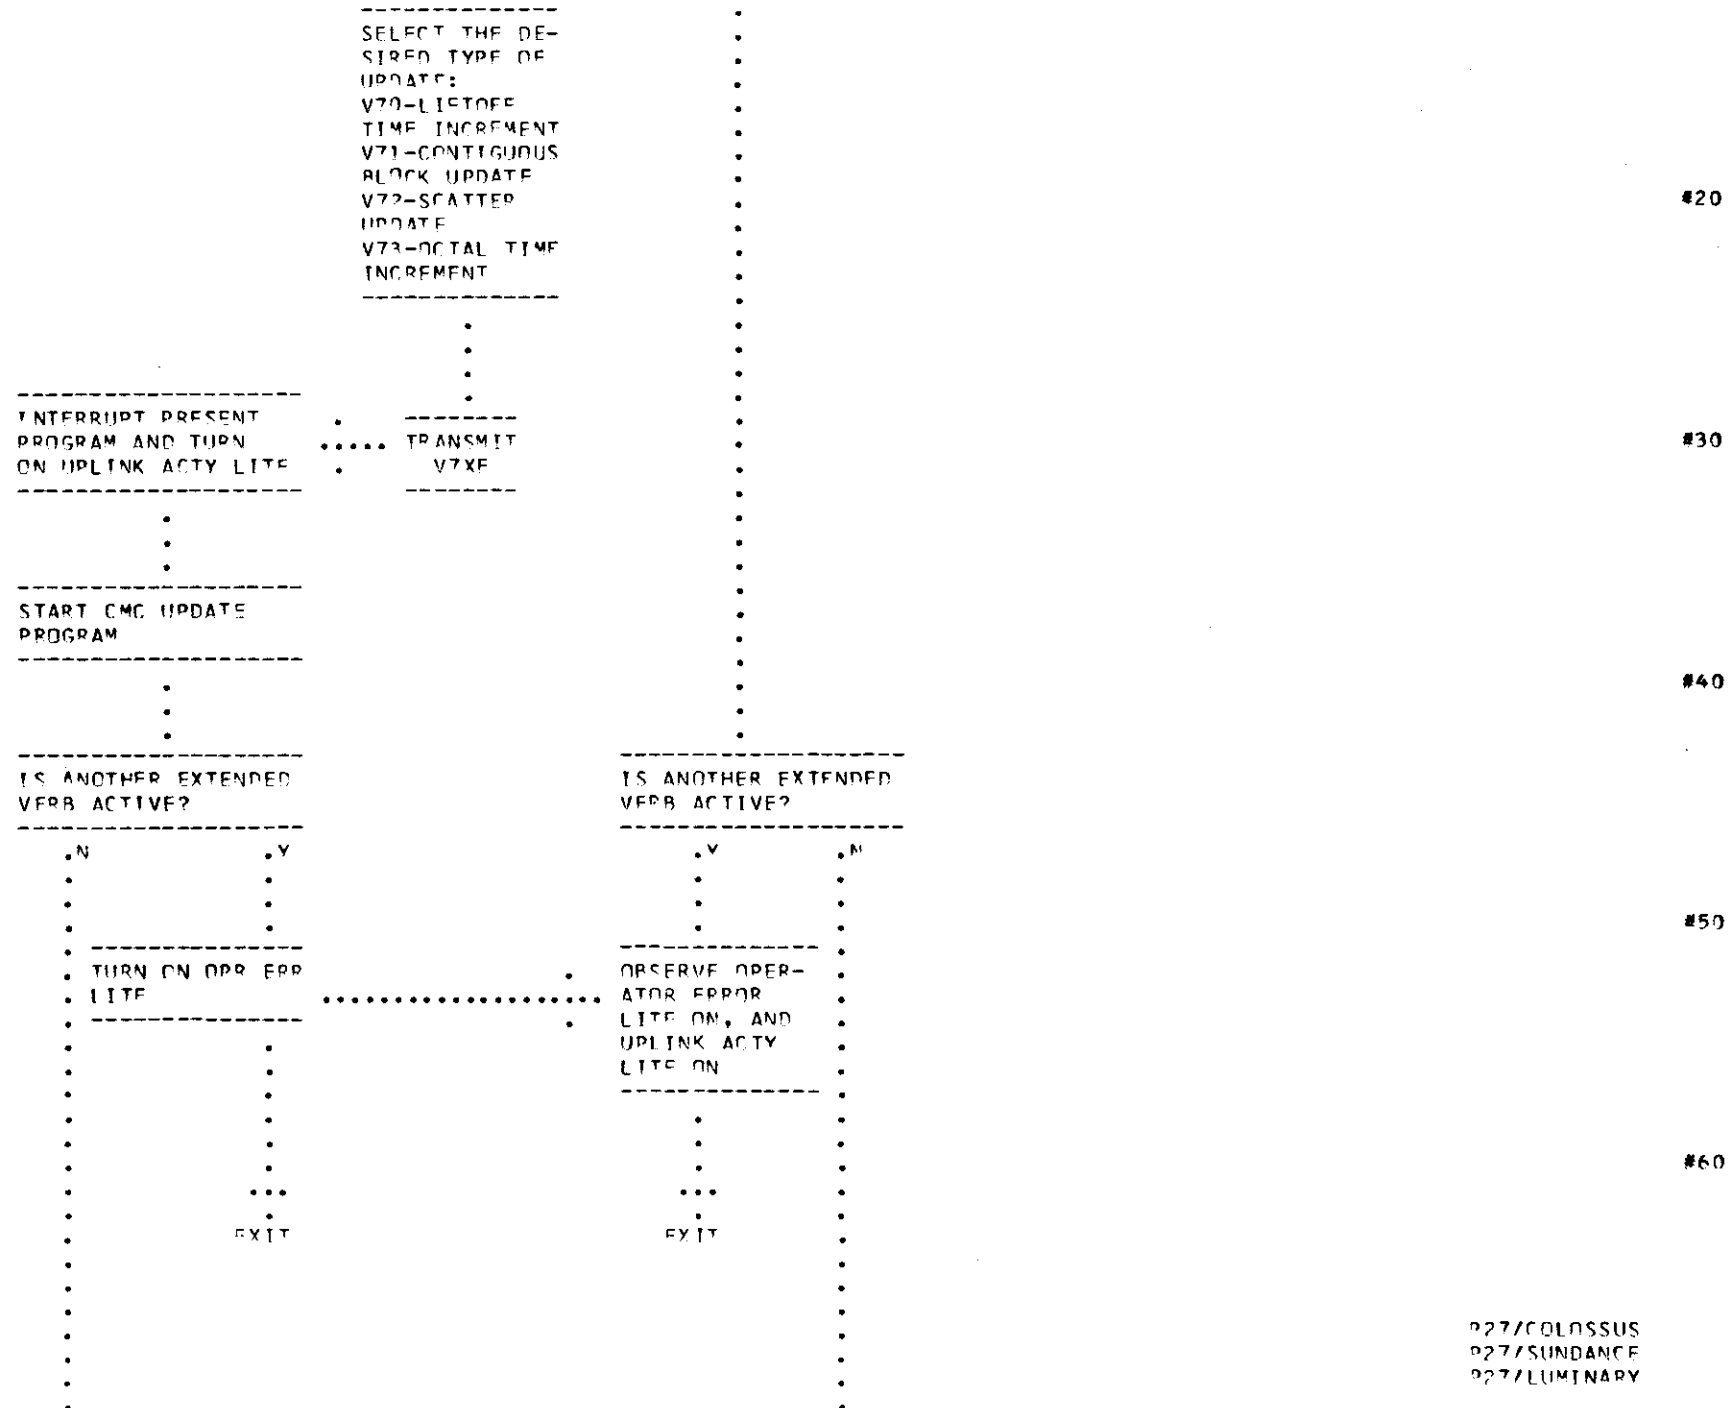 SELECT THE DE-
SIRED TYPE OF
UPDATE:
V70-LIFTOFF
TIME INCREMENT
V71-CONTIGUOUS
BLOCK UPDATE
V72-SCATTER
UPDATE
V73-OCTAL TIME
INCREMENT
#20
INTERRUPT PRESENT
PROGRAM AND TURN
ON UPLINK ACTY LITE
TRANSMIT
V7XE
#30
START CMC UPDATE
PROGRAM
#40
IS ANOTHER EXTENDED
VERB ACTIVE?
N Y
IS ANOTHER EXTENDED
VERB ACTIVE?
Y N
#50
TURN ON OPR ERR
LITE
OBSERVE OPER-
ATOR ERROR
LITE ON, AND
UPLINK ACTY
LITE ON
#60
EXIT
EXIT
P27/COLOSSUS
P27/SUNDANCE
P27/LUMINARY